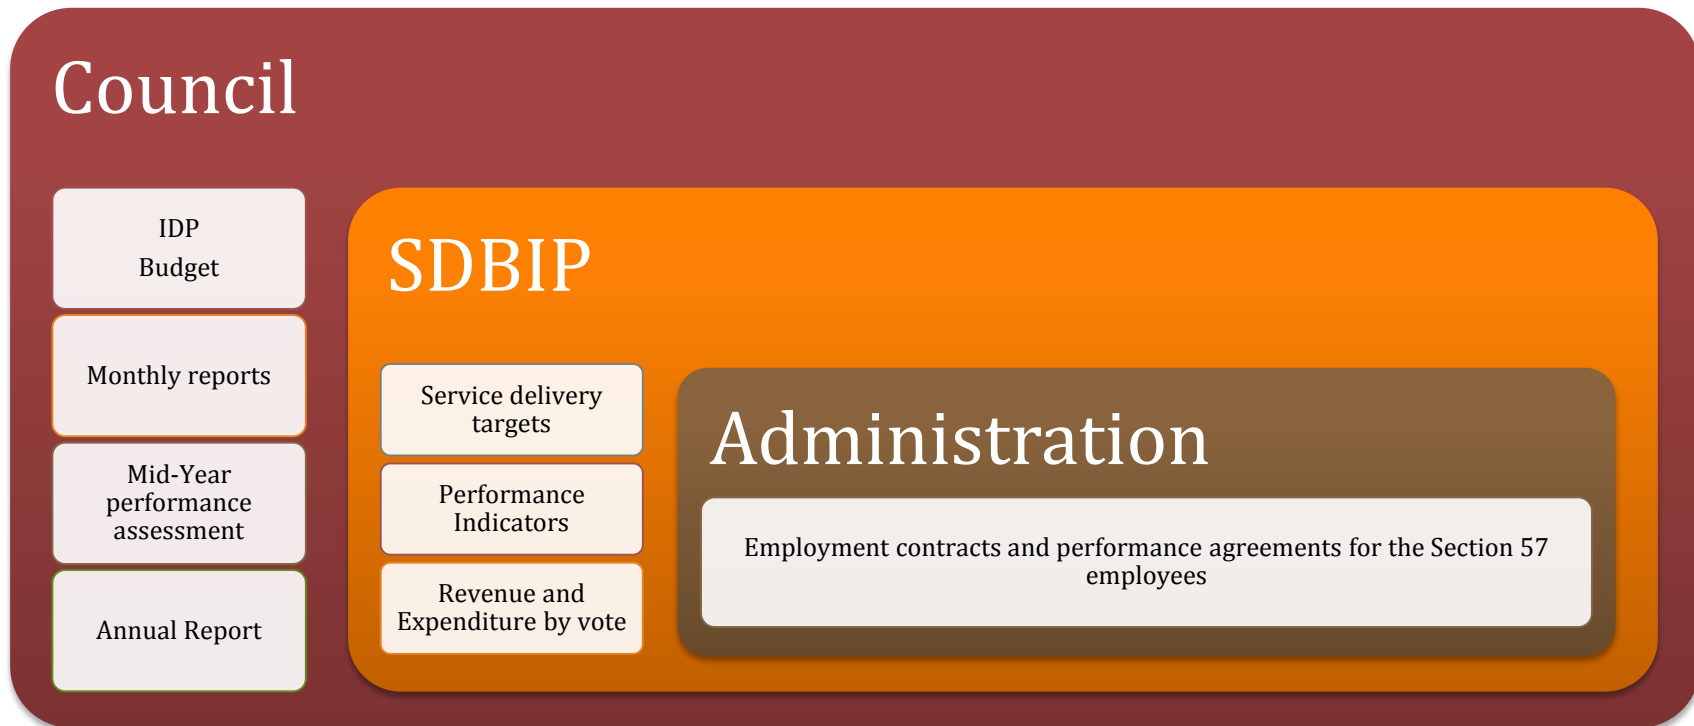 Council
IDP
Budget
Monthly reports
Mid-Year
performance
assessment
Annual Report
SDBIP
Service delivery
targets
Performance
Indicators
Revenue and
Expenditure by vote
Administration
Employment contracts and performance agreements for the Section 57
employees